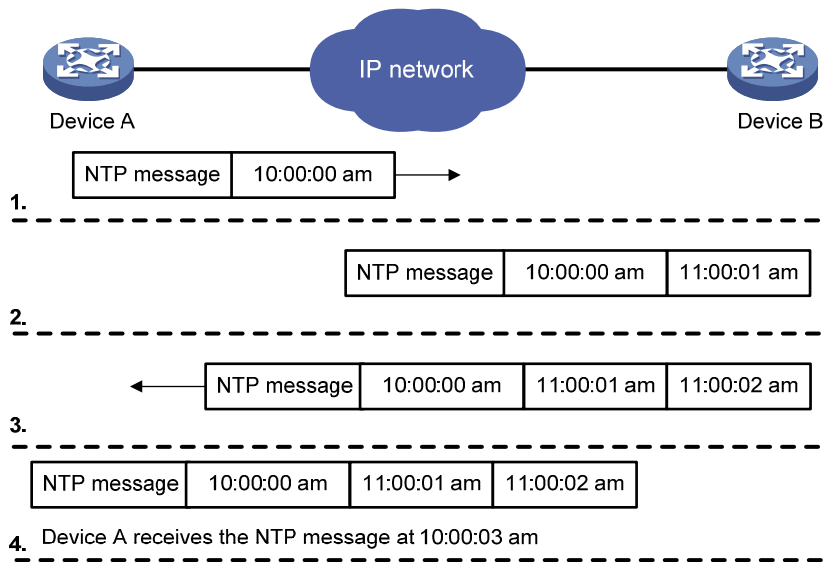 IP network
Device A
Device B
NTP message 10:00:00 am
1.
NTP message 10:00:00 am 11:00:01 am
2.
NTP message 10:00:00 am 11:00:01 am 11:00:02 am
3.
NTP message 10:00:00 am 11:00:01 am 11:00:02 am
4. Device A receives the NTP message at 10:00:03 am